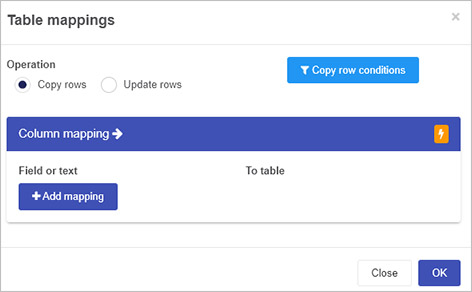 Table mappings
Operation
Copy rows
Update rows
Copy row conditions
Column mapping
Field or text
To table
Add mapping
Close
OK